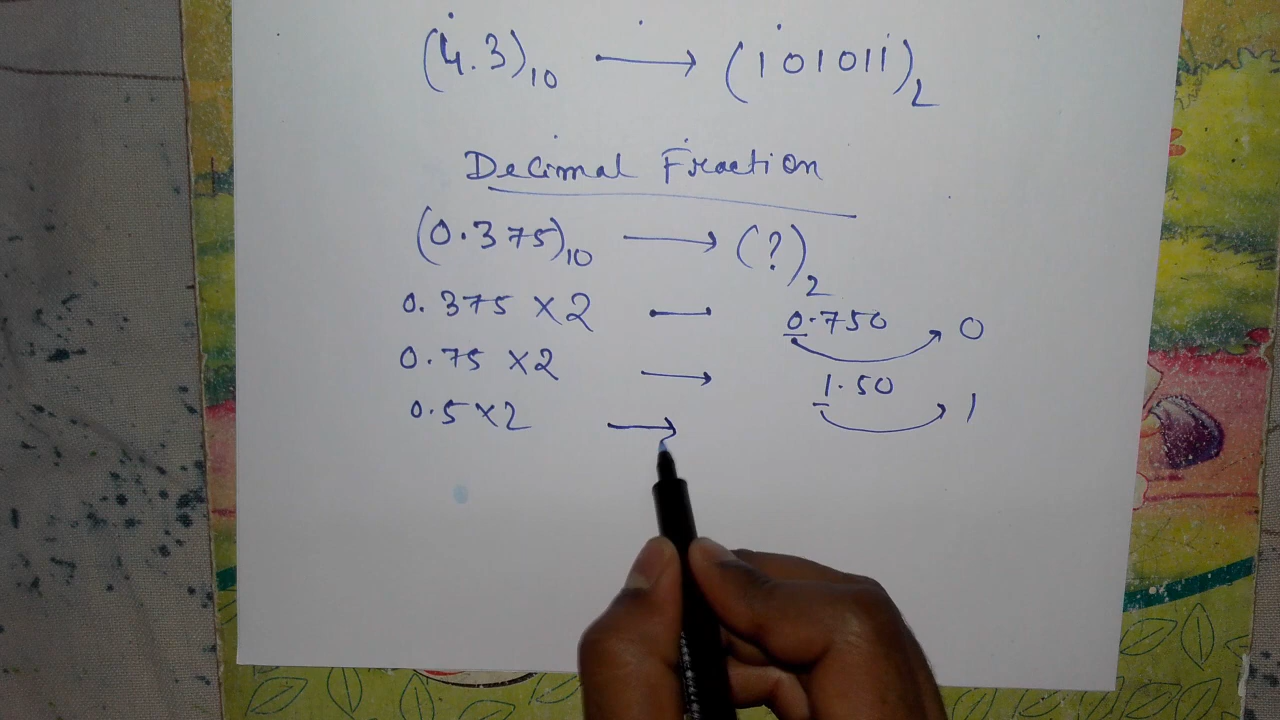 (4.3)10 → (101011)2
Decimal Fraction
(0.375)10 → (?)2
0.375 × 2 — 0.750 → 0
0.75 × 2 → 1.50 → 1
0.5 × 2 →